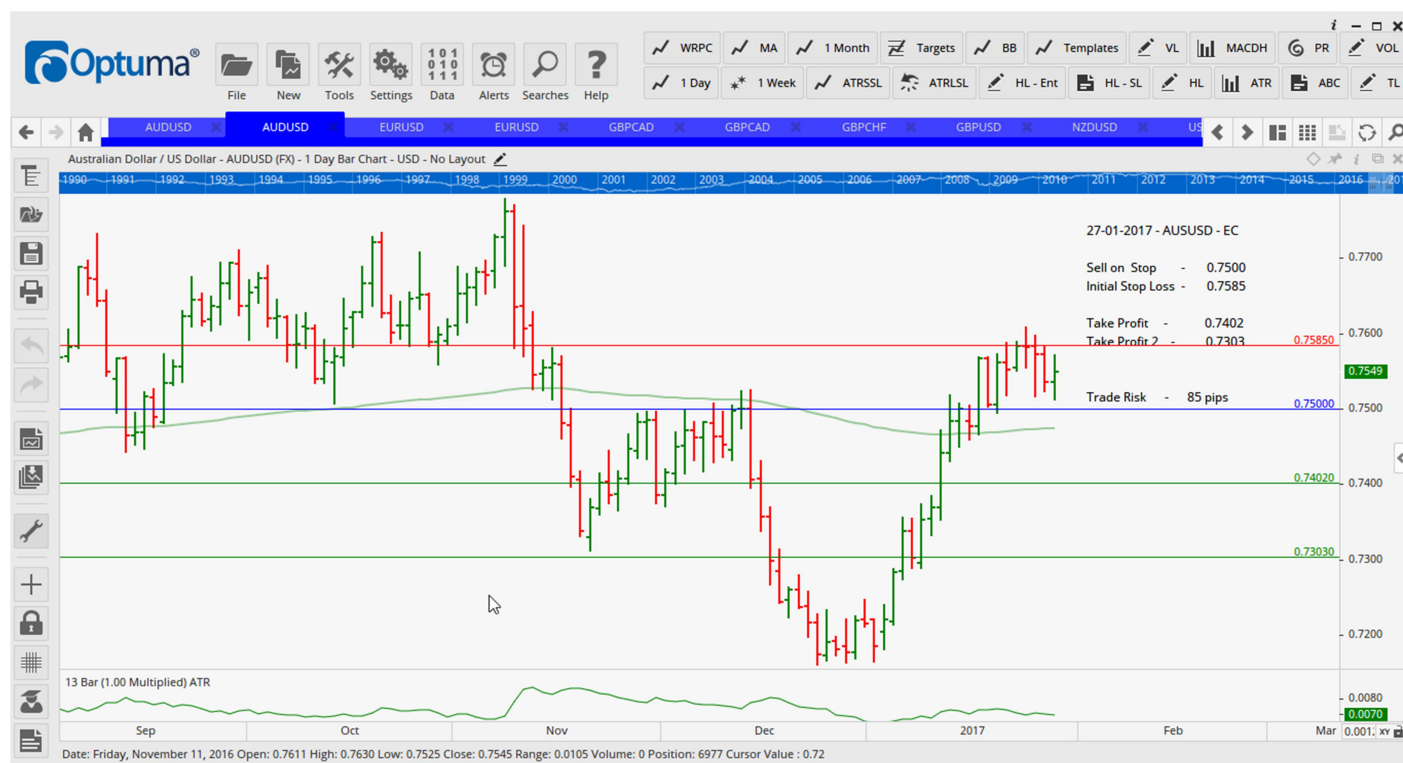 Optuma®
File New Tools Settings Data Alerts Searches Help
WRPC MA 1 Month Targets BB Templates VL MACDH PR VOL
1 Day 1 Week ATRSSL ATRLSL HL - Ent HL - SL HL ATR ABC TL
AUDUSD AUDUSD EURUSD EURUSD GBPCAD GBPCAD GBPCHF GBPUSD NZDUSD US
Australian Dollar / US Dollar - AUDUSD (FX) - 1 Day Bar Chart - USD - No Layout
1990 1991 1992 1993 1994 1995 1996 1997 1998 1999 2000 2001 2002 2003 2004 2005 2006 2007 2008 2009 2010 2011 2012 2013 2014 2015 2016 201
27-01-2017 - AUSUSD - EC
0.7700
Sell on Stop - 0.7500
Initial Stop Loss - 0.7585
Take Profit - 0.7402
0.7600
Take Profit 2 - 0.7303
0.75850
0.7549
Trade Risk - 85 pips
0.75000
0.7500
0.74020
0.7400
0.73030
0.7300
0.7200
13 Bar (1.00 Multiplied) ATR
0.0080
0.0070
Sep Oct Nov Dec 2017 Feb Mar 0.001: XY
Date: Friday, November 11, 2016 Open: 0.7611 High: 0.7630 Low: 0.7525 Close: 0.7545 Range: 0.0105 Volume: 0 Position: 6977 Cursor Value : 0.72